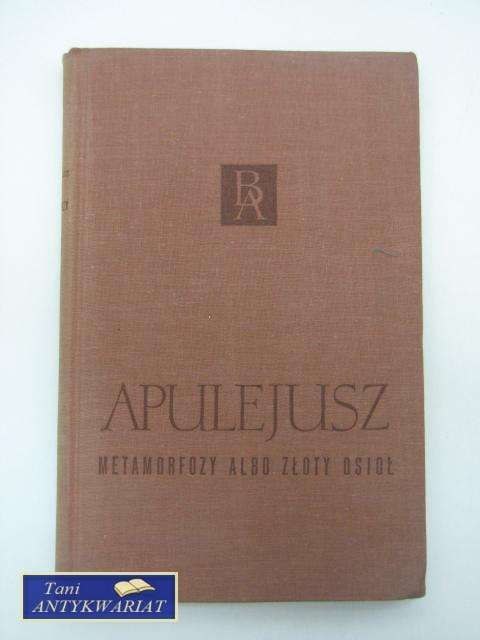 BA
APULEJUSZ
METAMORFOZY ALBO ZŁOTY OSIOŁ
Tani
ANTYKWARIAT